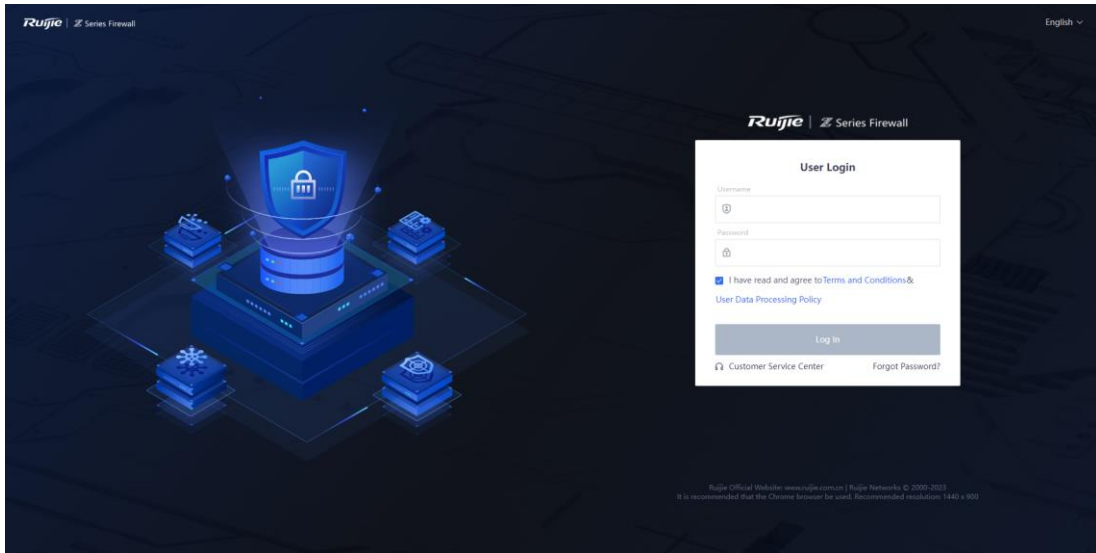 Ruijie | Z Series Firewall
English
Ruijie | Z Series Firewall
User Login
Username
Password
I have read and agree to Terms and Conditions&
User Data Processing Policy
Log In
Customer Service Center Forgot Password?
Ruijie Official Website: www.ruijie.com.cn | Ruijie Networks © 2000-2023
It is recommended that the Chrome browser be used. Recommended resolution: 1440 x 900